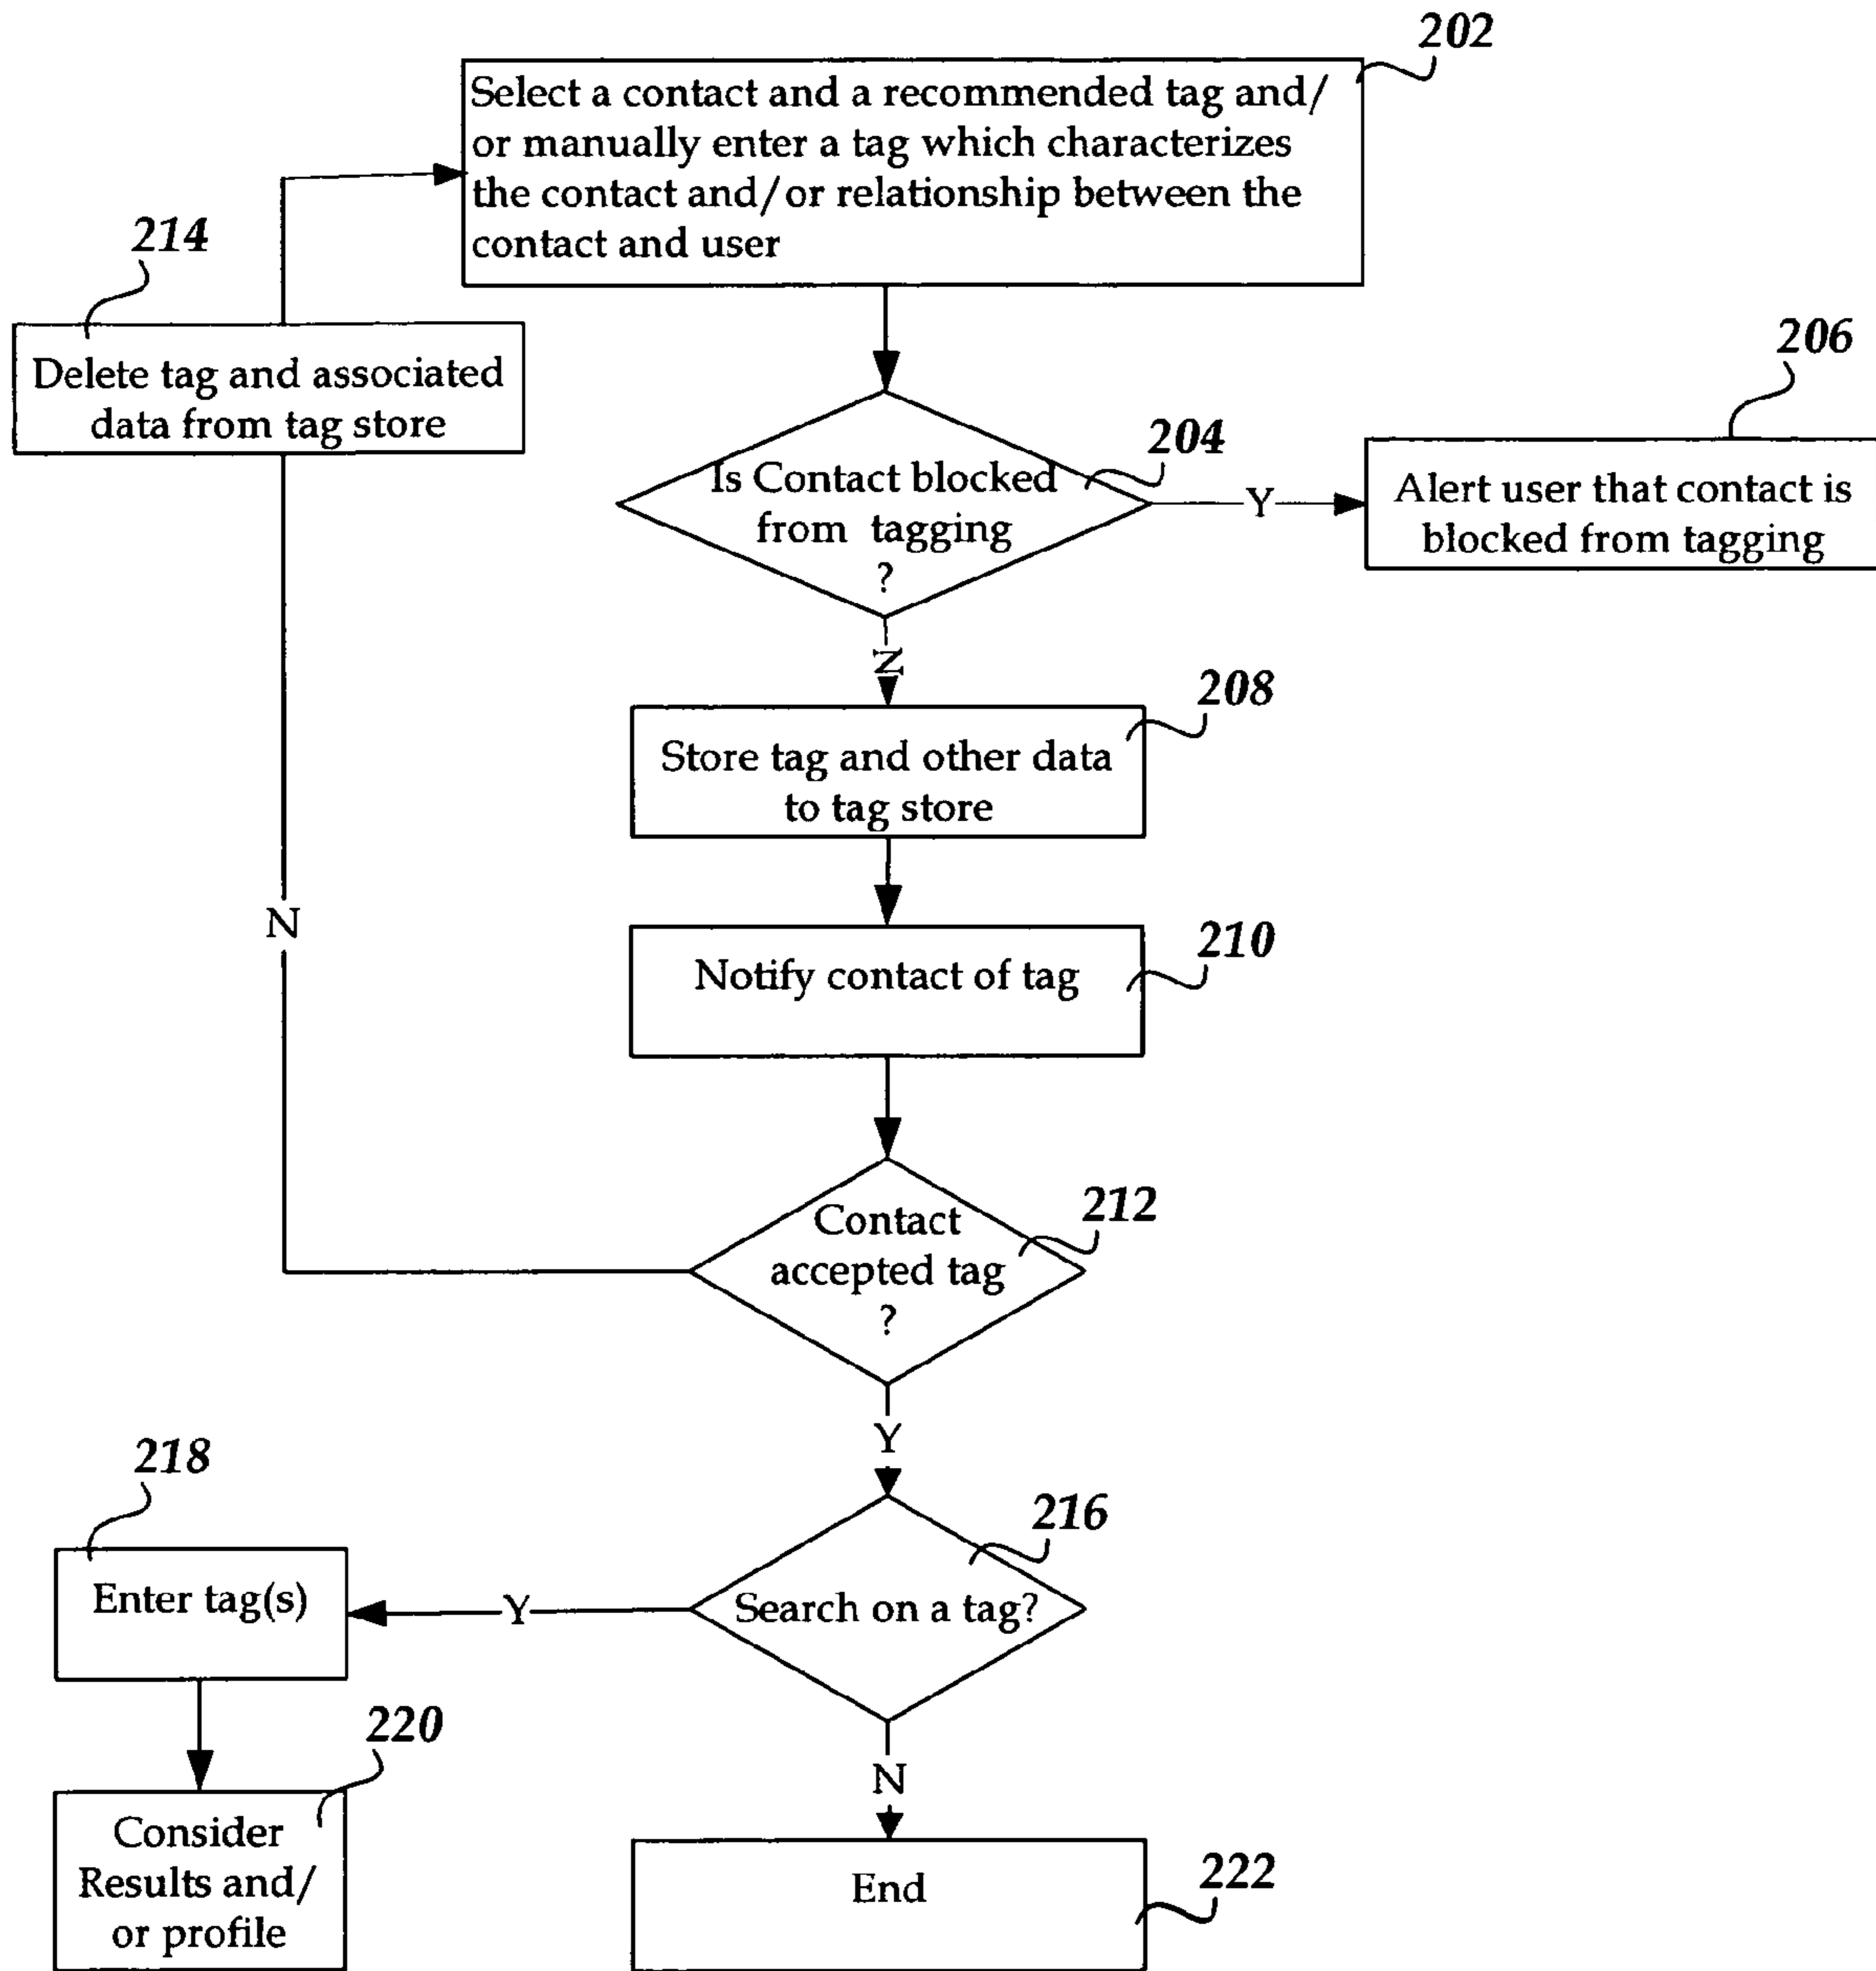 202
Select a contact and a recommended tag and/
or manually enter a tag which characterizes
the contact and/or relationship between the
contact and user
214
Delete tag and associated
data from tag store
204
Is Contact blocked
from tagging
?
Y
206
Alert user that contact is
blocked from tagging
N
208
Store tag and other data
to tag store
210
Notify contact of tag
N
212
Contact
accepted tag
?
Y
216
Search on a tag?
Y
218
Enter tag(s)
220
Consider
Results and/
or profile
N
222
End